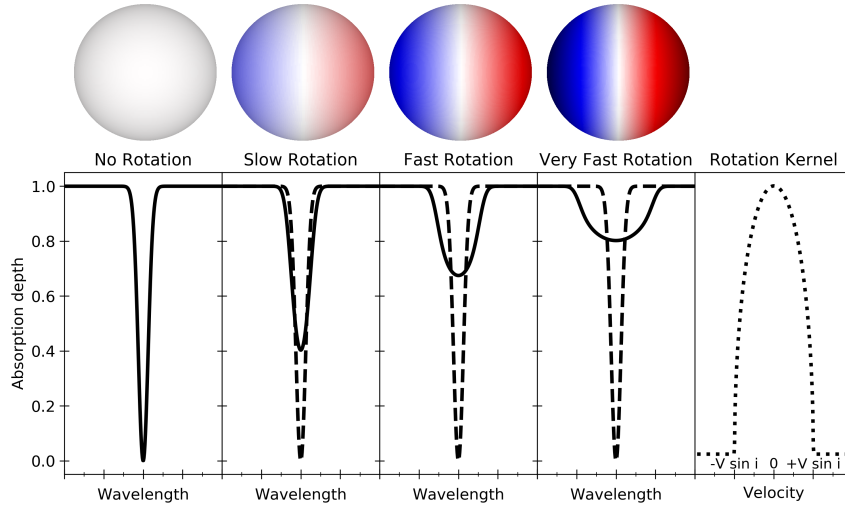 No Rotation
Slow Rotation
Fast Rotation
Very Fast Rotation
Rotation Kernel
Absorption depth
1.0
0.8
0.6
0.4
0.2
0.0
-V sin i 0 +V sin i
Wavelength
Wavelength
Wavelength
Wavelength
Velocity